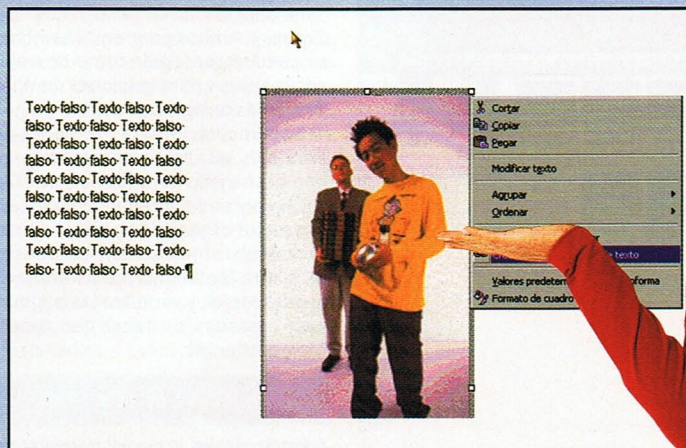 Texto falso Texto falso Texto
falso Texto falso Texto falso
Texto falso Texto falso Texto
falso Texto falso Texto falso
Texto falso Texto falso Texto
falso Texto falso Texto falso
Texto falso Texto falso Texto
falso Texto falso Texto falso
Texto falso Texto falso Texto
falso Texto falso Texto falso ¶
Cortar
Copiar
Pegar
Modificar texto
Agrupar
Ordenar
texto
Valores
Formato de cuadro